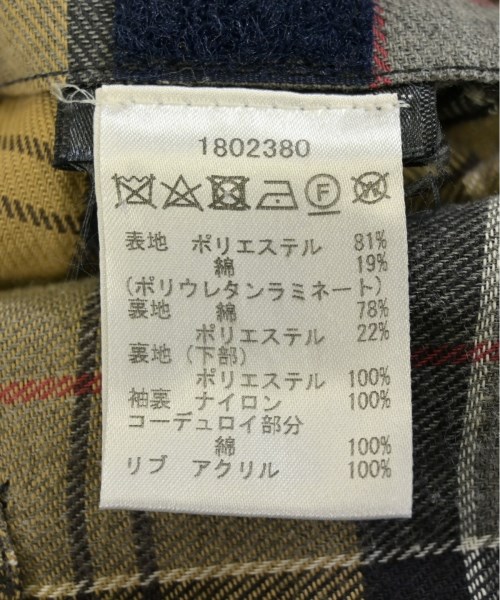 1802380
F
表地 ポリエステル 81%
綿 19%
(ポリウレタンラミネート)
裏地 綿 78%
ポリエステル 22%
裏地(下部)
ポリエステル 100%
袖裏 ナイロン 100%
コーデュロイ部分
綿 100%
リブ アクリル 100%